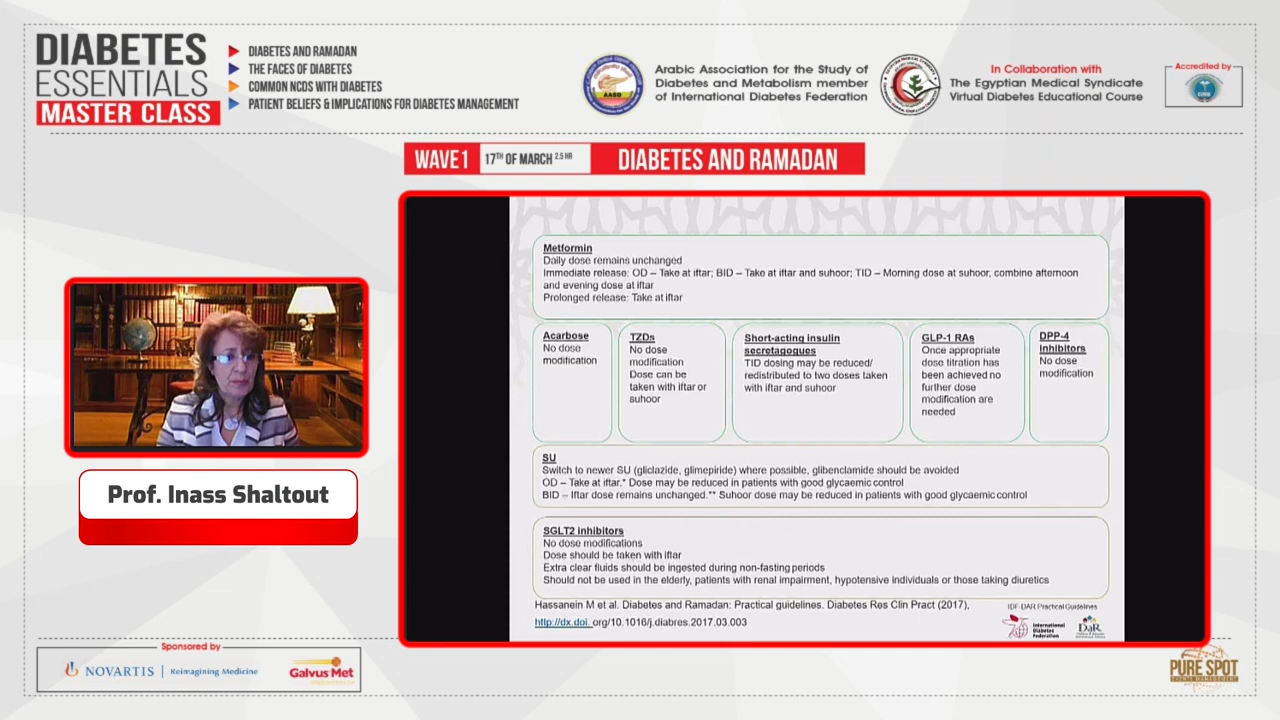 DIABETES
ESSENTIALS
MASTER CLASS
DIABETES AND RAMADAN
THE FACES OF DIABETES
COMMON NCDS WITH DIABETES
PATIENT BELIEFS & IMPLICATIONS FOR DIABETES MANAGEMENT
AASD
Arabic Association for the Study of
Diabetes and Metabolism member
of International Diabetes Federation
In Collaboration with
The Egyptian Medical Syndicate
Virtual Diabetes Educational Course
Accredited by
WAVE1 17TH OF MARCH 2.5 HR DIABETES AND RAMADAN
Metformin
Daily dose remains unchanged
Immediate release: OD – Take at iftar; BID – Take at iftar and suhoor; TID – Morning dose at suhoor, combine afternoon
and evening dose at iftar
Prolonged release: Take at iftar
Acarbose
No dose
modification
TZDs
No dose
modification
Dose can be
taken with iftar or
suhoor
Short-acting insulin
secretagogues
TID dosing may be reduced/
redistributed to two doses taken
with iftar and suhoor
GLP-1 RAs
Once appropriate
dose titration has
been achieved no
further dose
modification are
needed
DPP-4
Inhibitors
No dose
modification
SU
Switch to newer SU (gliclazide, glimepiride) where possible, glibenclamide should be avoided
OD – Take at iftar.* Dose may be reduced in patients with good glycaemic control
BID – Iftar dose remains unchanged.** Suhoor dose may be reduced in patients with good glycaemic control
SGLT2 inhibitors
No dose modifications
Dose should be taken with iftar
Extra clear fluids should be ingested during non-fasting periods
Should not be used in the elderly, patients with renal impairment, hypotensive individuals or those taking diuretics
Hassanein M et al. Diabetes and Ramadan: Practical guidelines. Diabetes Res Clin Pract (2017),
http://dx.doi. org/10.1016/j.diabres.2017.03.003
IDF-DAR Practical Guidelines
International
Diabetes
Federation
DaR
Prof. Inass Shaltout
Sponsored by
NOVARTIS | Reimagining Medicine
Galvus Met
PURE SPOT
EVENTS MANAGEMENT